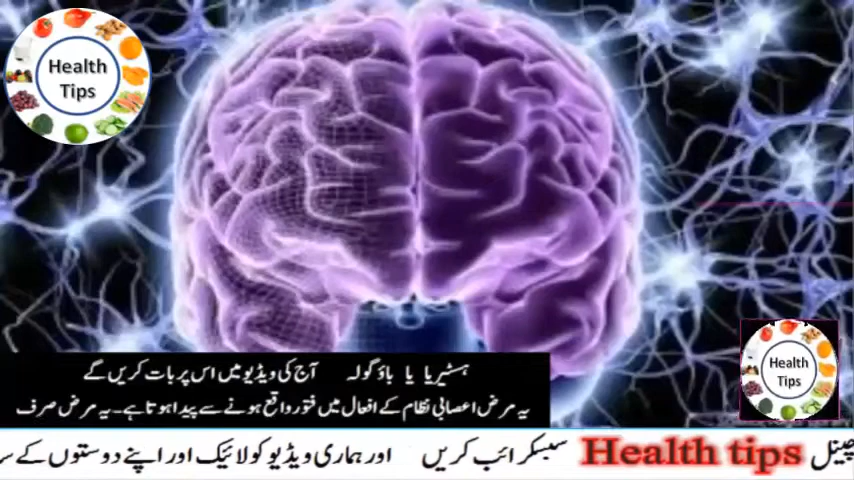 Health
Tips
ہسٹیریا یا باؤ گولہ آج کی ویڈیو میں اس پر بات کریں گے
یہ مرض اعصابی نظام کے افعال میں فتور واقع ہونے سے پیدا ہوتا ہے۔ یہ مرض صرف
Health
Tips
چینل Health tips سبسکرائب کریں اور ہماری ویڈیو کو لائیک اور اپنے دوستوں کے